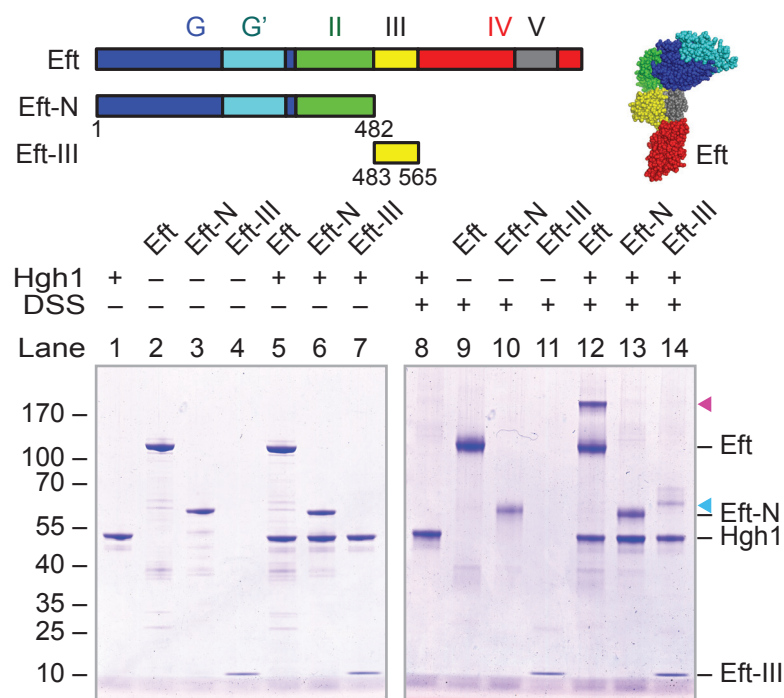 G G’ II III IV V
Eft
Eft-N
1 482
Eft-III
483 565
Eft
Eft Eft-N Eft-III Eft Eft-N Eft-III Eft Eft-N Eft-III Eft Eft-N Eft-III
Hgh1 + – – – + + + + – – – + + +
DSS – – – – – – – + + + + + + +
Lane 1 2 3 4 5 6 7 8 9 10 11 12 13 14
170 –
100 – – Eft
70 –
– Eft-N
55 – – Hgh1
40 –
35 –
25 –
10 – – Eft-III